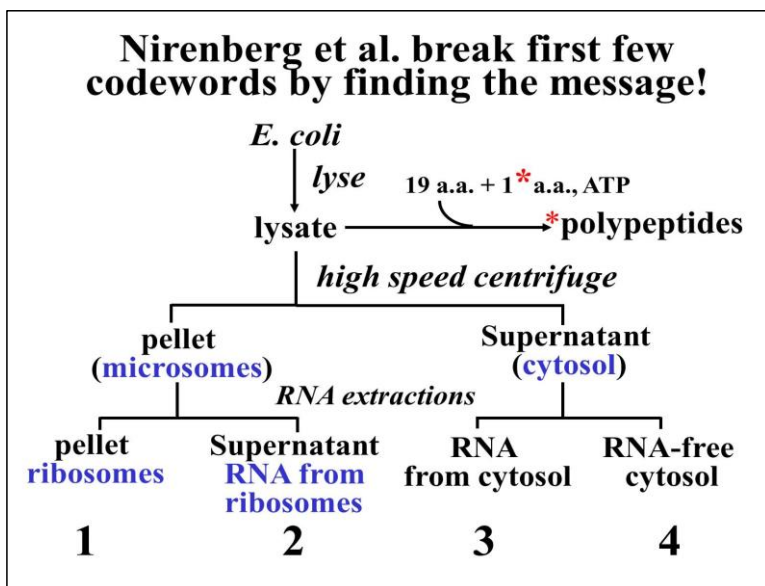 Nirenberg et al. break first few
codewords by finding the message!
E. coli
lyse
19 a.a. + 1*a.a., ATP
lysate
*polypeptides
high speed centrifuge
pellet
(microsomes)
Supernatant
(cytosol)
RNA extractions
pellet
ribosomes
Supernatant
RNA from
ribosomes
RNA
from cytosol
RNA-free
cytosol
1 2 3 4